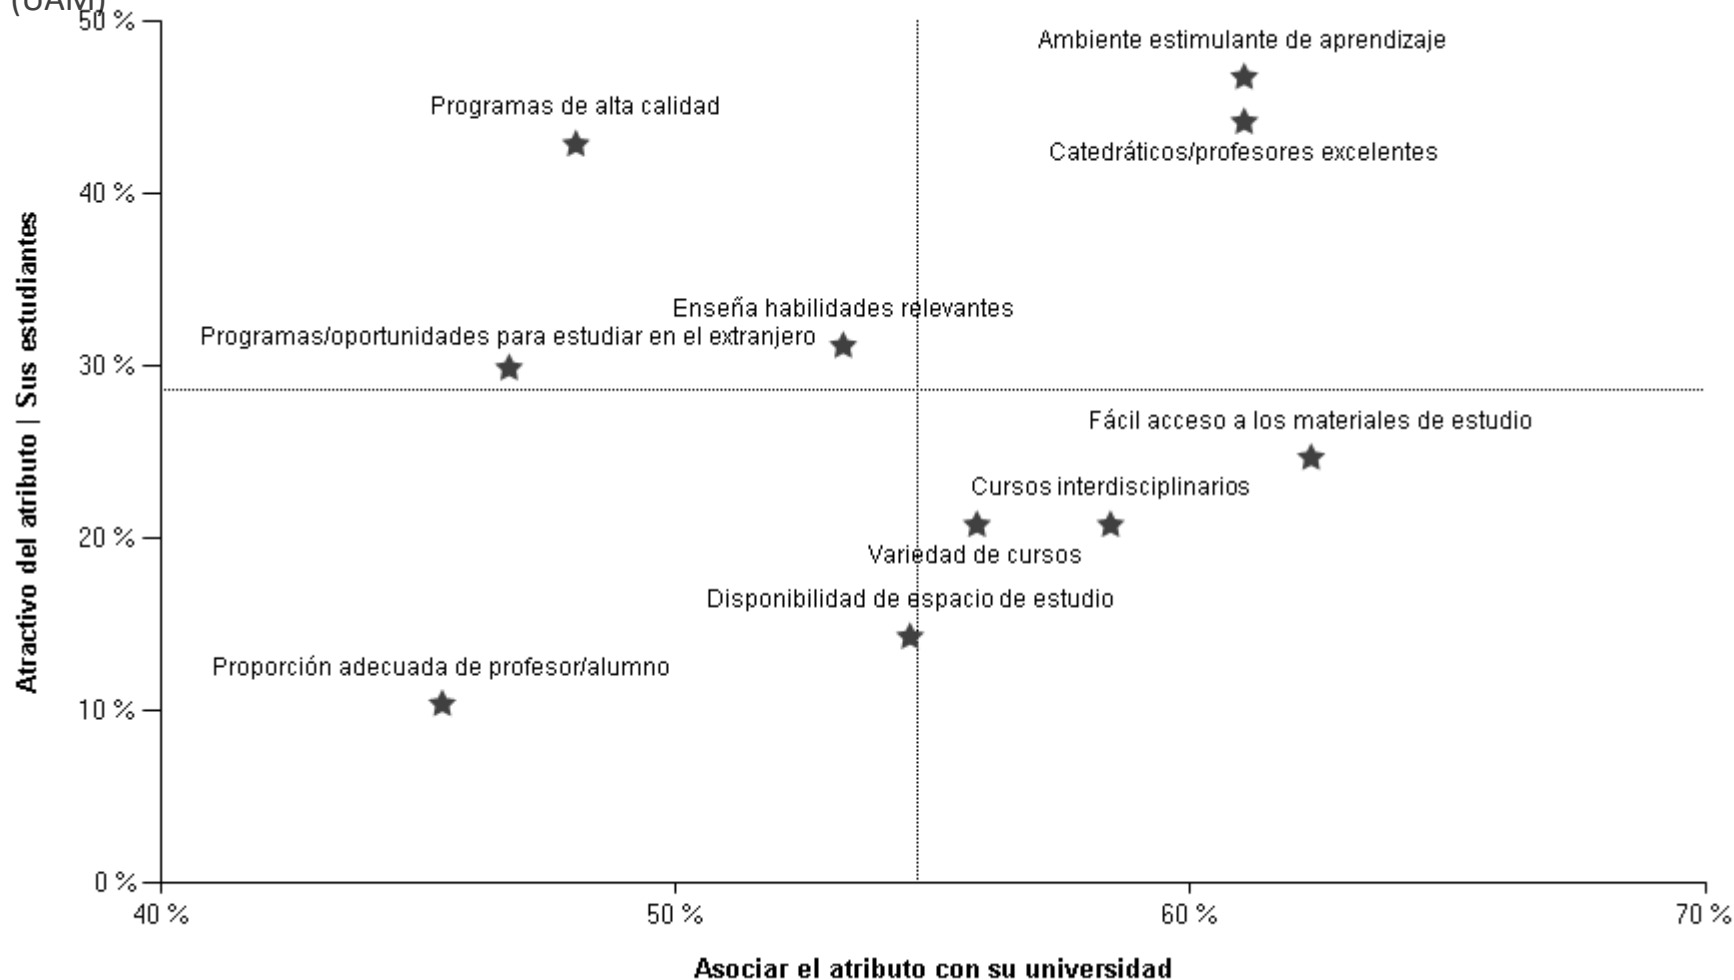 (UAM)
50 %
Ambiente estimulante de aprendizaje
Programas de alta calidad
Catedráticos/profesores excelentes
40 %
Enseña habilidades relevantes
Programas/oportunidades para estudiar en el extranjero
30 %
Fácil acceso a los materiales de estudio
Cursos interdisciplinarios
20 %
Variedad de cursos
Disponibilidad de espacio de estudio
Proporción adecuada de profesor/alumno
10 %
0 %
40 %
50 %
60 %
70 %
Atractivo del atributo | Sus estudiantes
Asociar el atributo con su universidad